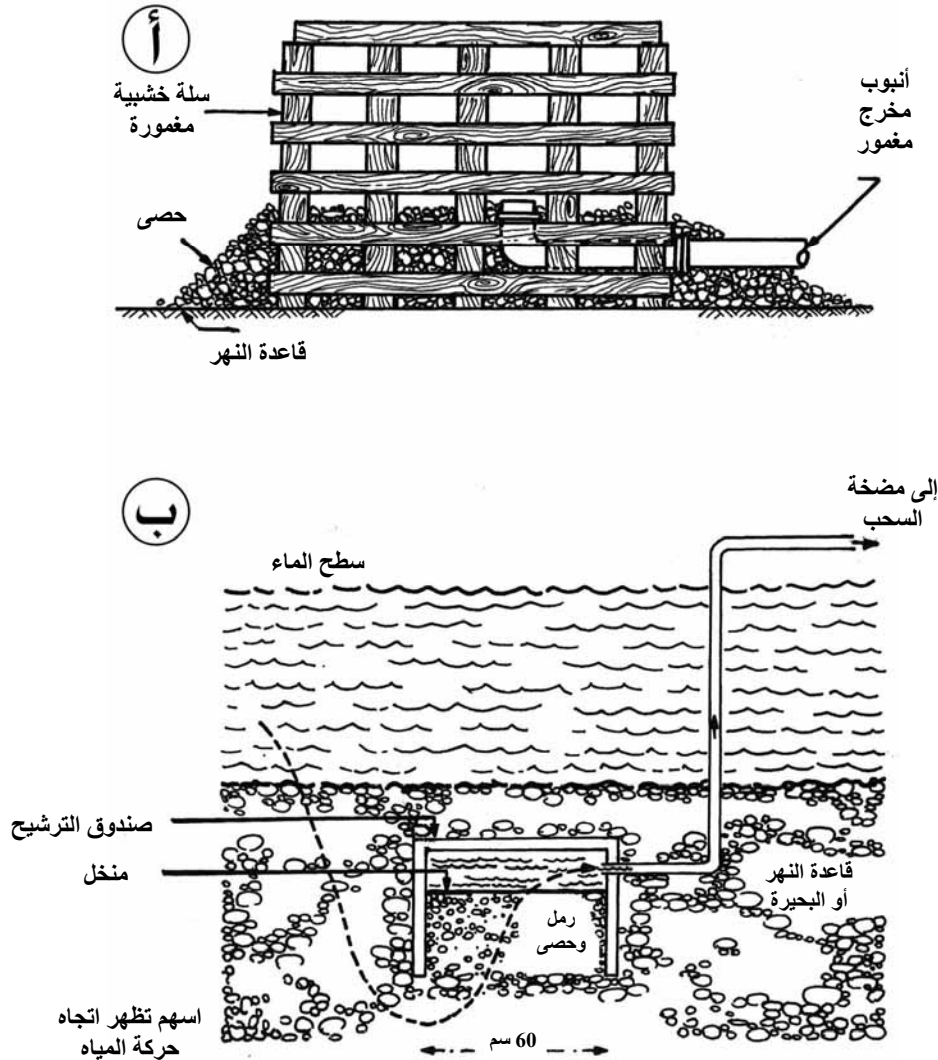 أ
سلة خشبية
مغمورة
أنبوب
مخرج
مغمور
حصى
قاعدة النهر
ب
إلى مضخة
السحب
سطح الماء
صندوق الترشيح
منخل
قاعدة النهر
أو البحيرة
رمل
وحصى
اسهم تظهر اتجاه
حركة المياه
60 سم